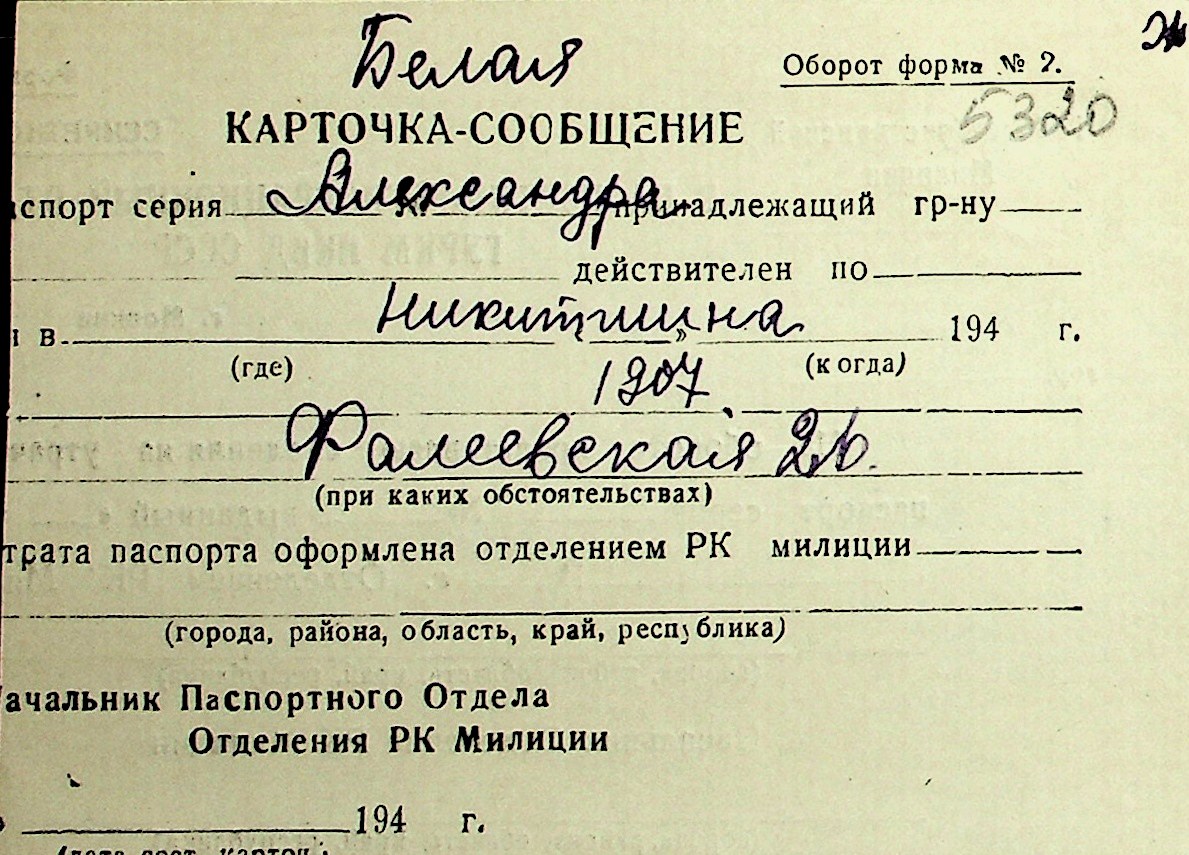 Белая
Оборот форма № 2.
5320
КАРТОЧКА-СООБЩЕНИЕ
аспорт серия Александра № принадлежащий гр-ну
действителен по
Никитична
в " 194 г.
(где) (когда)
1907
Фалеевская
(при каких обстоятельствах)
трата паспорта оформлена отделением РК милиции
(города, района, область, край, республика)
ачальник Паспортного Отдела
Отделения РК Милиции
194 г.